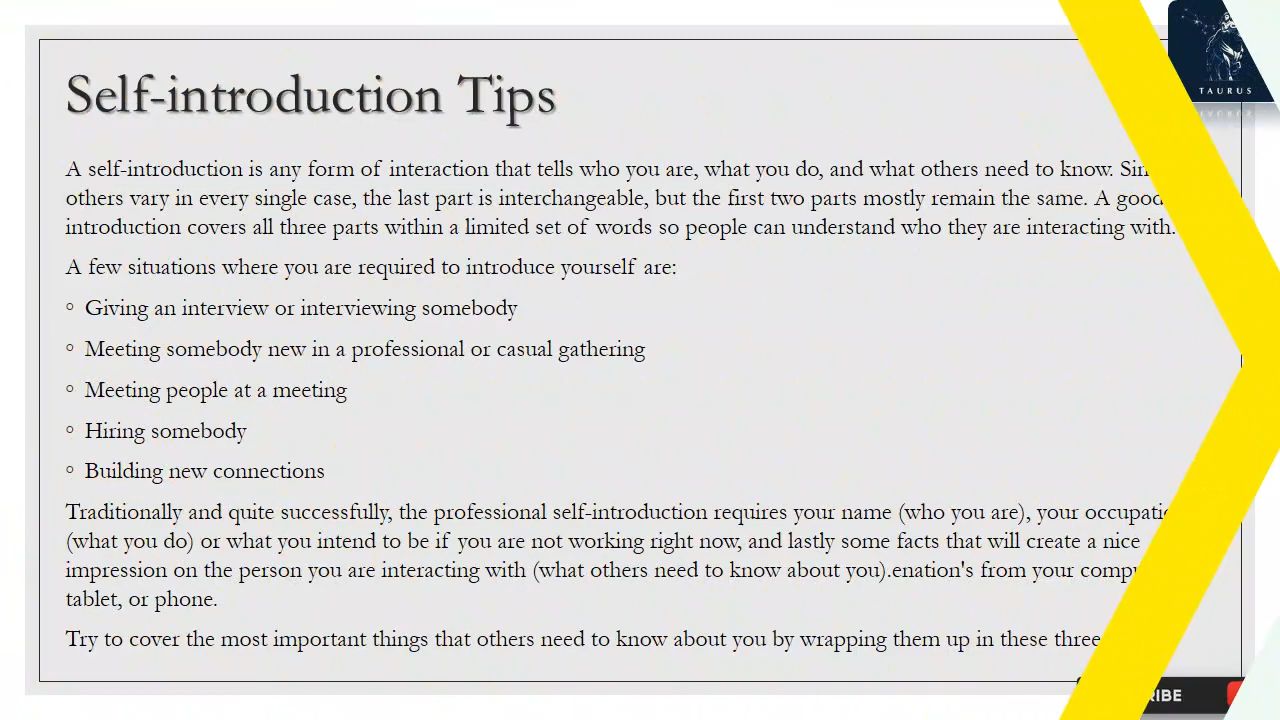 Self-introduction Tips
TAURUS
A self-introduction is any form of interaction that tells who you are, what you do, and what others need to know.
others vary in every single case, the last part is interchangeable, but the first two parts mostly remain the same. A good
introduction covers all three parts within a limited set of words so people can understand who they are interacting with.
A few situations where you are required to introduce yourself are:
◦ Giving an interview or interviewing somebody
◦ Meeting somebody new in a professional or casual gathering
◦ Meeting people at a meeting
◦ Hiring somebody
◦ Building new connections
Traditionally and quite successfully, the professional self-introduction requires your name (who you are), your
(what you do) or what you intend to be if you are not working right now, and lastly some facts that will create a nice
impression on the person you are interacting with (what others need to know about you).enation's from your
tablet, or phone.
Try to cover the most important things that others need to know about you by wrapping them up in these three